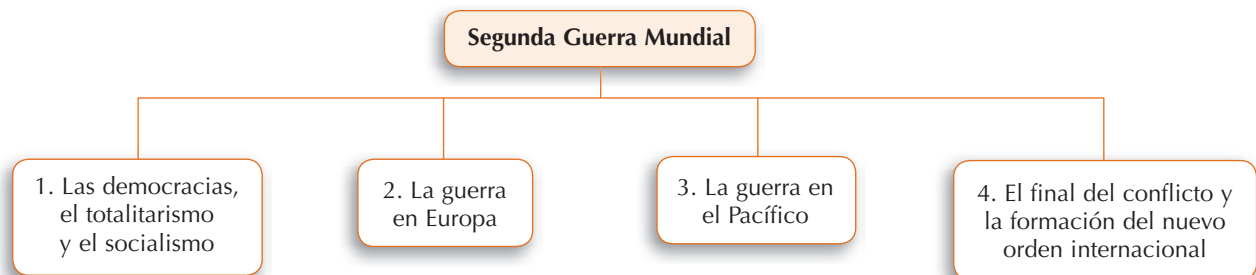 Segunda Guerra Mundial
1. Las democracias,
el totalitarismo
y el socialismo
2. La guerra
en Europa
3. La guerra en
el Pacífico
4. El final del conflicto y
la formación del nuevo
orden internacional